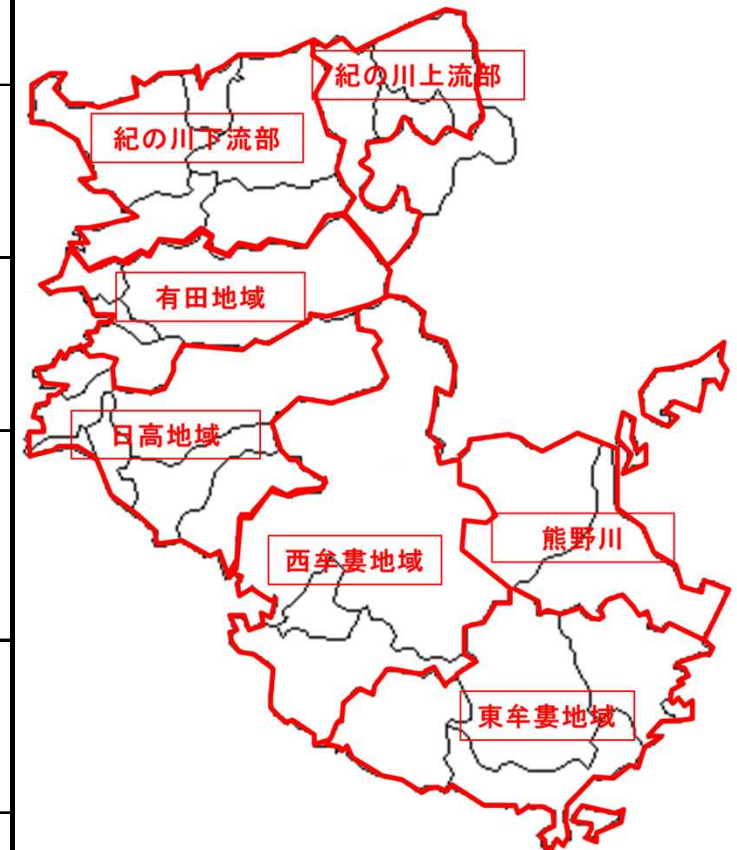 紀の川上流部
紀の川下流部
有田地域
日高地域
熊野川
西牟婁地域
東牟婁地域